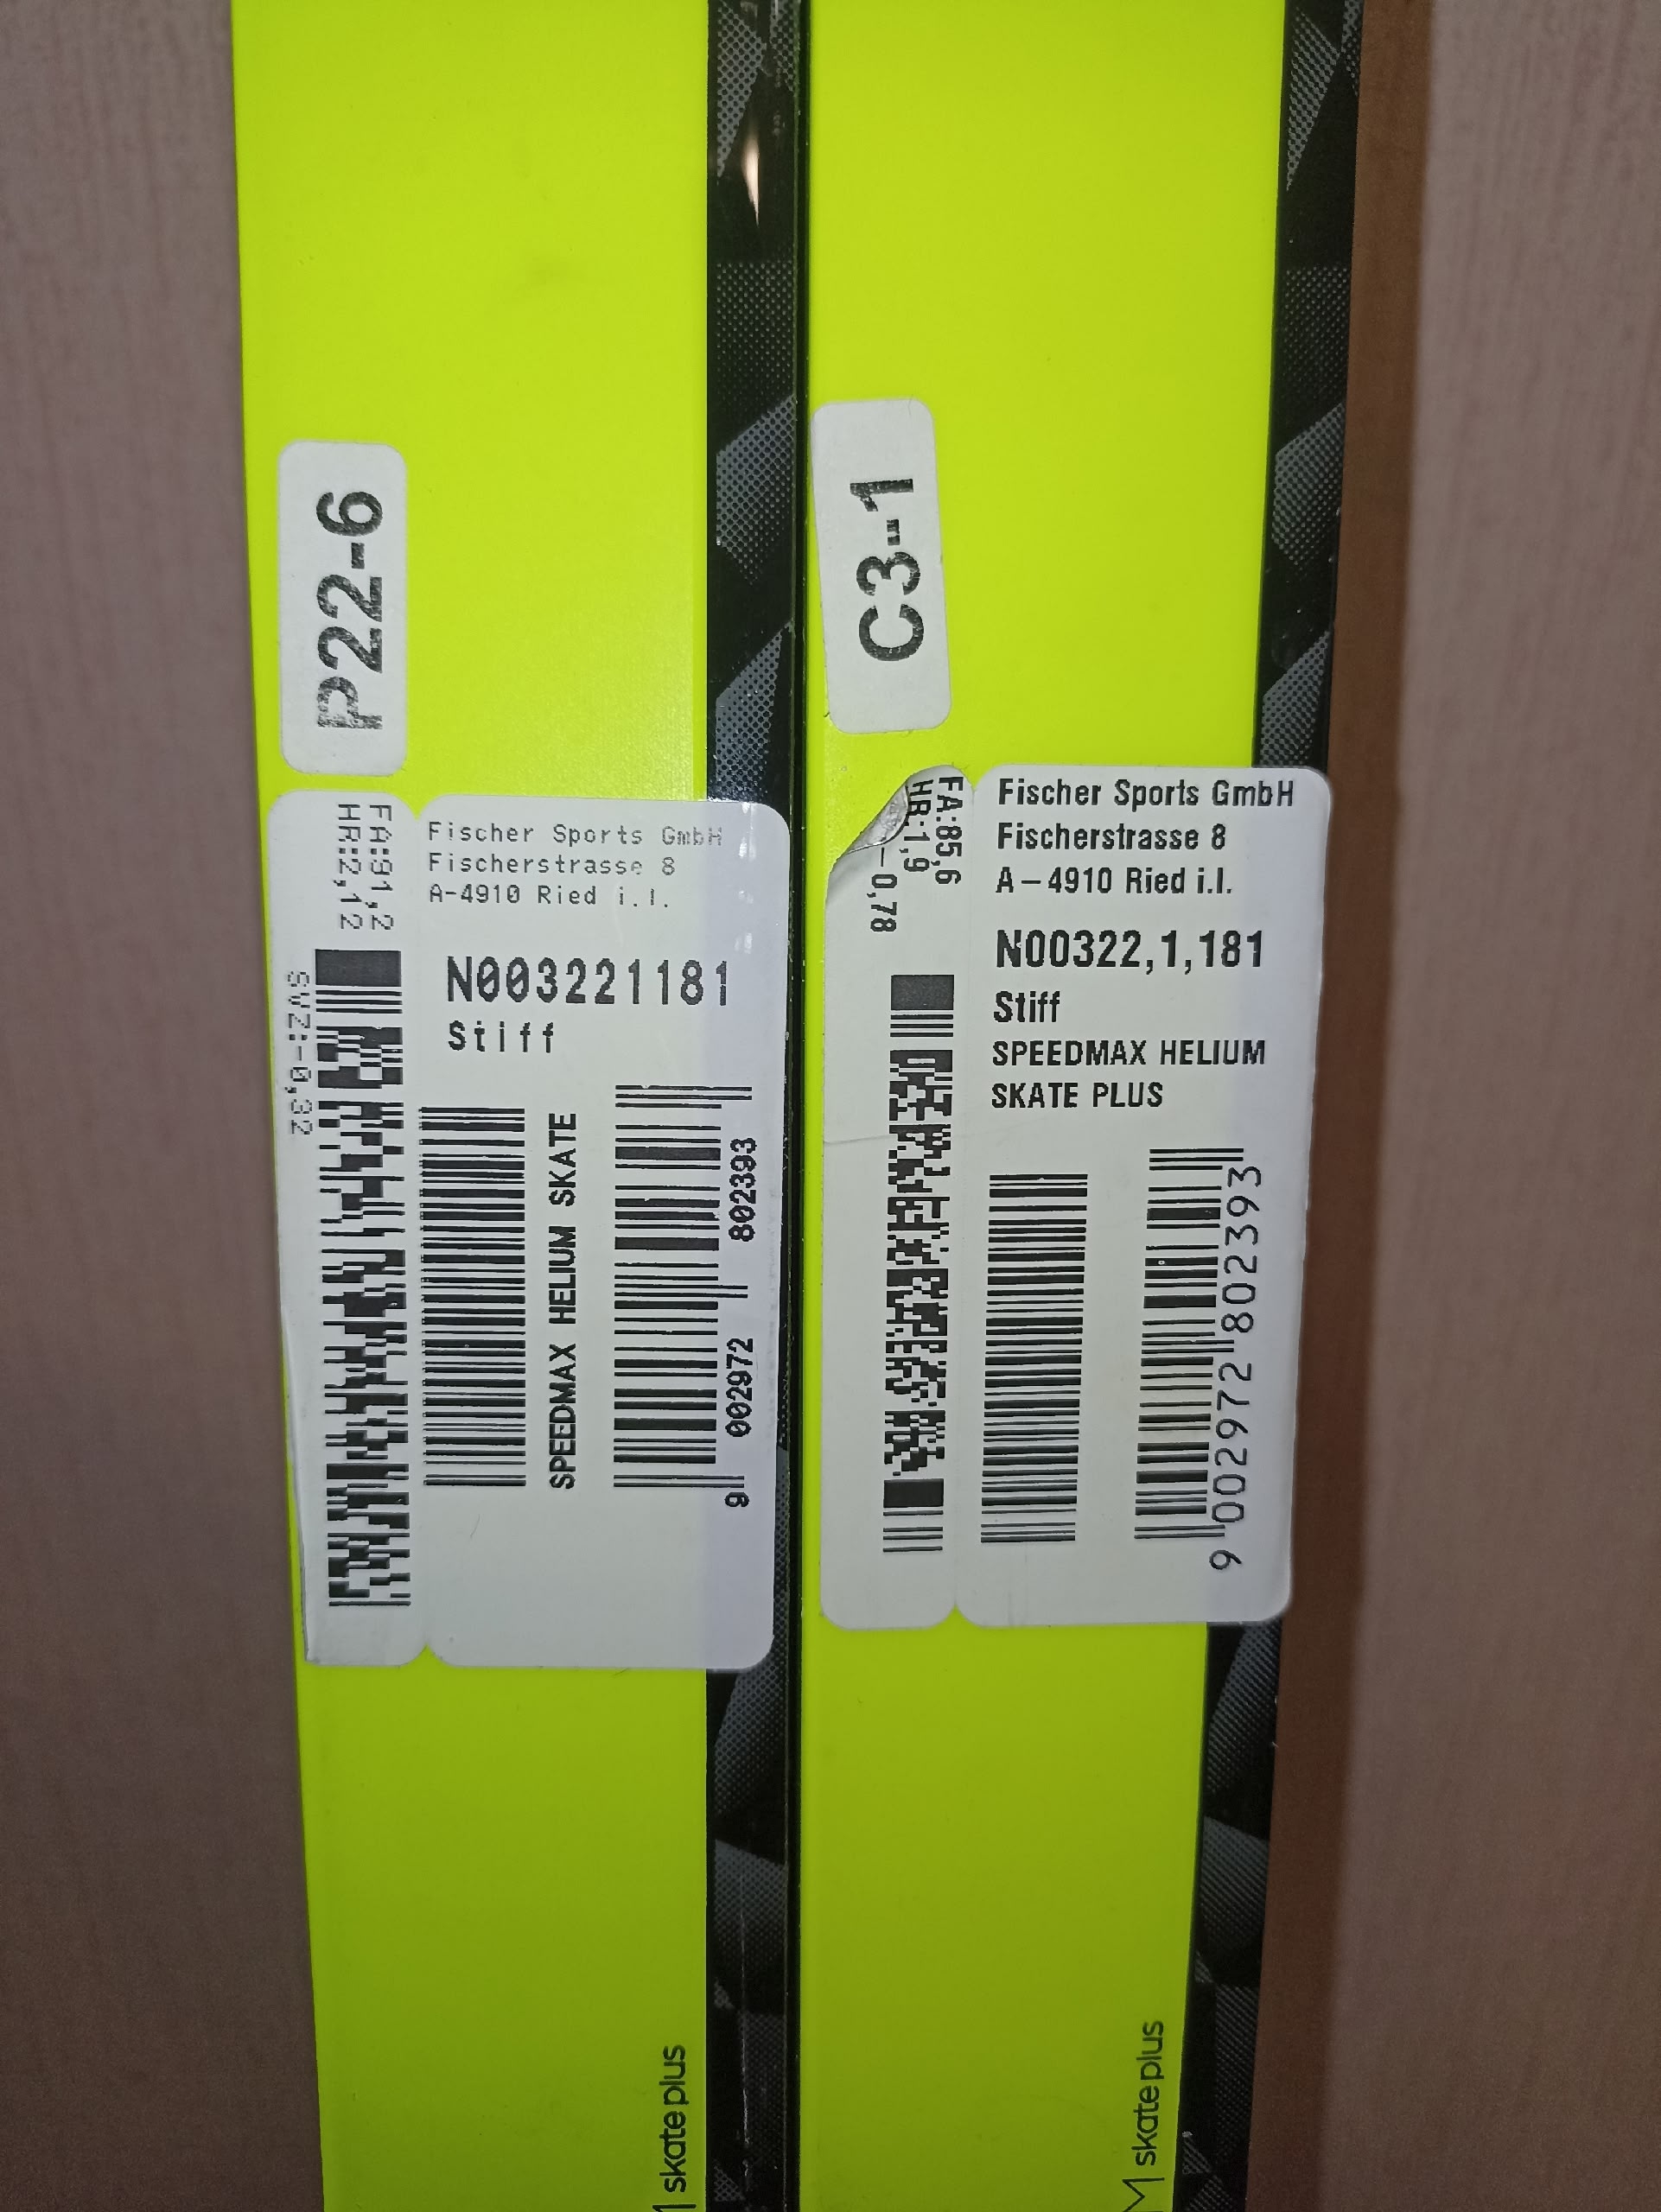 P22-6
FA:91,2
HR:2,12
SVZ:-0,32
Fischer Sports GmbH
Fischerstrasse 8
A-4910 Ried i.I.
N003221181
Stiff
SPEEDMAX HELIUM SKATE
9 002972 802393
skate plus
C3-1
FA:85,6
HR:1,9
-0,78
Fischer Sports GmbH
Fischerstrasse 8
A-4910 Ried i.I.
N00322,1,181
Stiff
SPEEDMAX HELIUM
SKATE PLUS
9 002972 802393
M skate plus